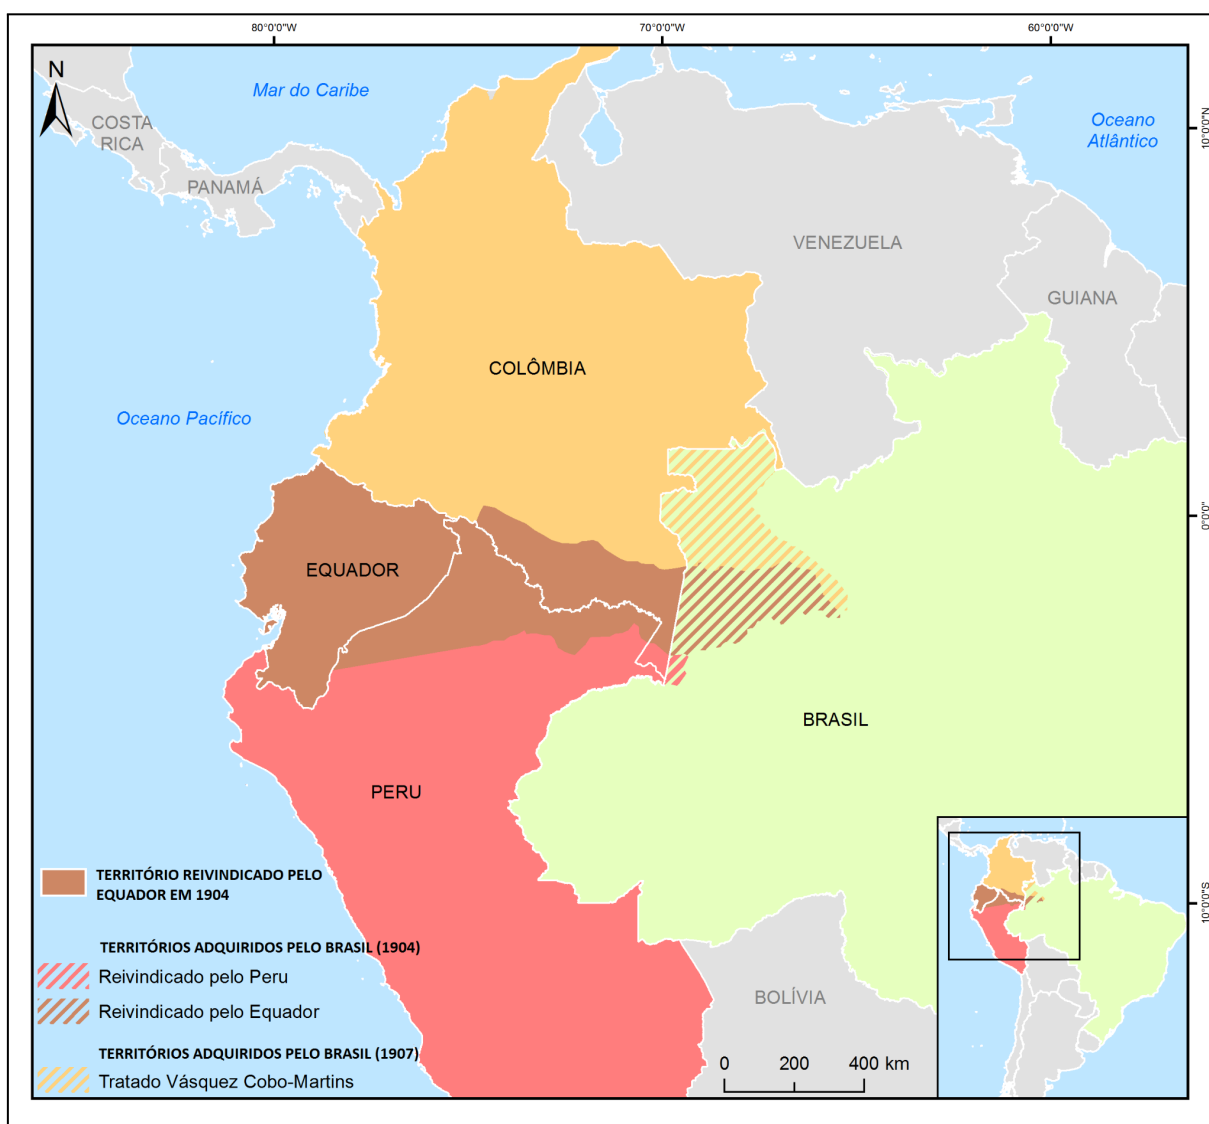 80°0'0"W
70°0'0"W
60°0'0"W
N
Mar do Caribe
Oceano
Atlântico
10°0'0"N
COSTA
RICA
PANAMÁ
VENEZUELA
GUIANA
COLÔMBIA
Oceano Pacífico
0°0'0"
EQUADOR
BRASIL
PERU
TERRITÓRIO REIVINDICADO PELO
EQUADOR EM 1904
10°0'0"S
TERRITÓRIOS ADQUIRIDOS PELO BRASIL (1904)
Reivindicado pelo Peru
BOLÍVIA
Reivindicado pelo Equador
TERRITÓRIOS ADQUIRIDOS PELO BRASIL (1907)
Tratado Vásquez Cobo-Martins
0 200 400 km